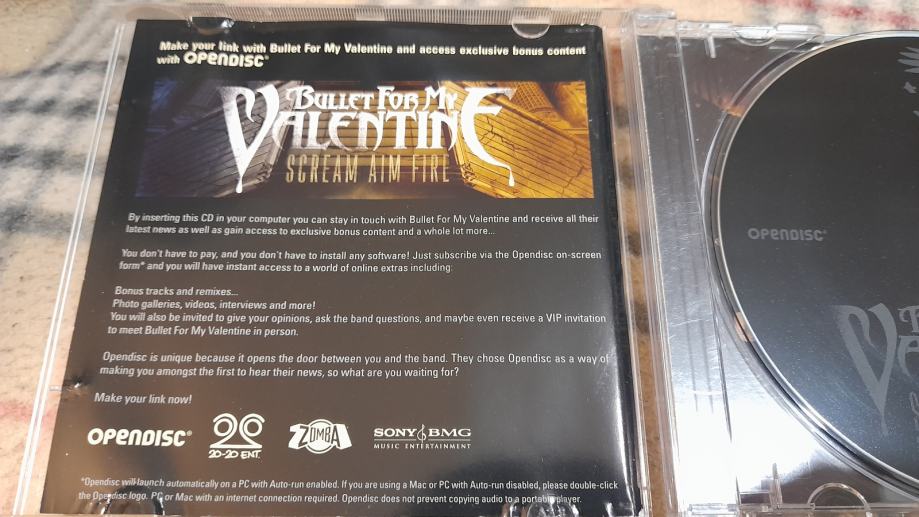 Make your link with Bullet For My Valentine and access exclusive bonus content
with OPENDISC®
BULLET FOR MY
VALENTINE
SCREAM AIM FIRE
By inserting this CD in your computer you can stay in touch with Bullet For My Valentine and receive all their
latest news as well as gain access to exclusive bonus content and a whole lot more...
You don't have to pay, and you don't have to install any software! Just subscribe via the Opendisc on-screen
form* and you will have instant access to a world of online extras including:
Bonus tracks and remixes...
Photo galleries, videos, interviews and more!
You will also be invited to give your opinions, ask the band questions, and maybe even receive a VIP invitation
to meet Bullet For My Valentine in person.
Opendisc is unique because it opens the door between you and the band. They chose Opendisc as a way of
making you amongst the first to hear their news, so what are you waiting for?
Make your link now!
OPENDISC®
20-20 ENT.
ZOMBA
SONY BMG
MUSIC ENTERTAINMENT
*Opendisc will launch automatically on a PC with Auto-run enabled. If you are using a Mac or PC with Auto-run disabled, please double-click
the Opendisc logo. PC or Mac with an internet connection required. Opendisc does not prevent copying audio to a portable player.
OPENDISC®